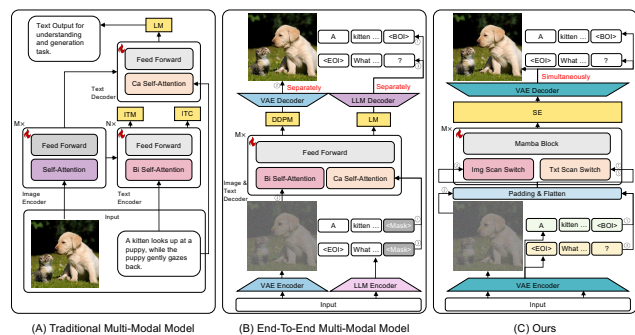 Text Output for
understanding
and generation
task.
LM
Feed Forward
Ca Self-Attention
Text
Decoder
ITM
ITC
M×
N×
Feed Forward
Self-Attention
Feed Forward
Bi Self-Attention
Image
Encoder
Text
Encoder
Input
A kitten looks up at a
puppy, while the
puppy gently gazes
back.
(A) Traditional Multi-Modal Model
A
kitten ...
<BOI>
<EOI>
What ...
?
Separately
Separately
VAE Decoder
LLM Decoder
DDPM
LM
M×
Feed Forward
Bi Self-Attention
Ca Self-Attention
Image &
Text Decoder
A
kitten ...
<Mask>
<EOI>
What ...
<Mask>
VAE Encoder
LLM Encoder
Input
(B) End-To-End Multi-Modal Model
A
kitten ...
<BOI>
<EOI>
What ...
?
Simultaneously
VAE Decoder
SE
M×
Mamba Block
Img Scan Switch
Txt Scan Switch
Padding & Flatten
A
kitten ...
<BOI>
<EOI>
What ...
?
VAE Encoder
Input
(C) Ours